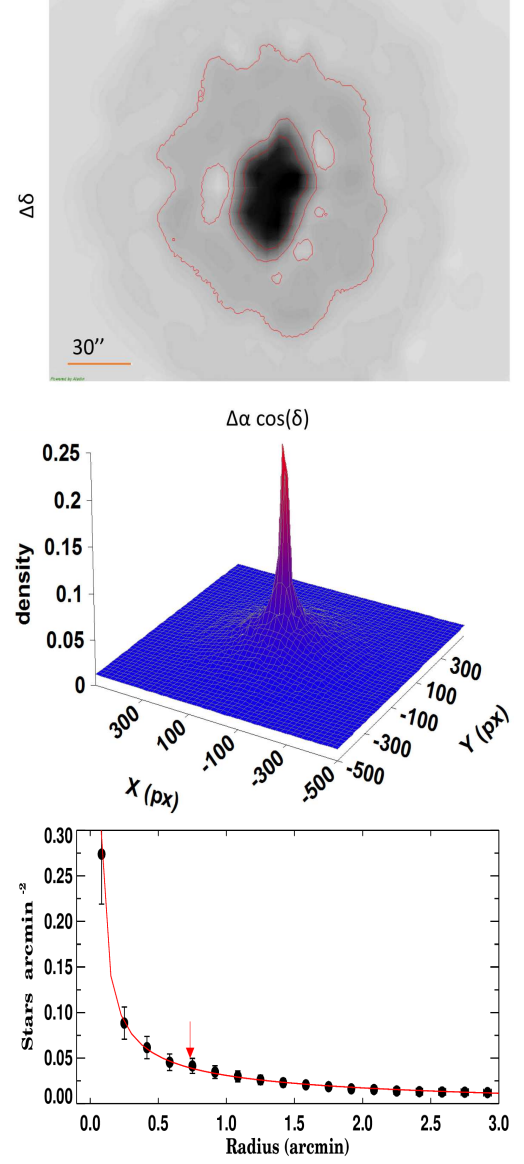 Δδ
30’’
Powered by Aladin
Δα cos(δ)
0.25
0.2
0.15
0.1
0.05
0
density
300
100
-100
-300
-500
X (px)
300
100
-100
-300
-500
Y (px)
0.30
0.25
0.20
0.15
0.10
0.05
0.00
Stars arcmin -2
0.0 0.5 1.0 1.5 2.0 2.5 3.0
Radius (arcmin)